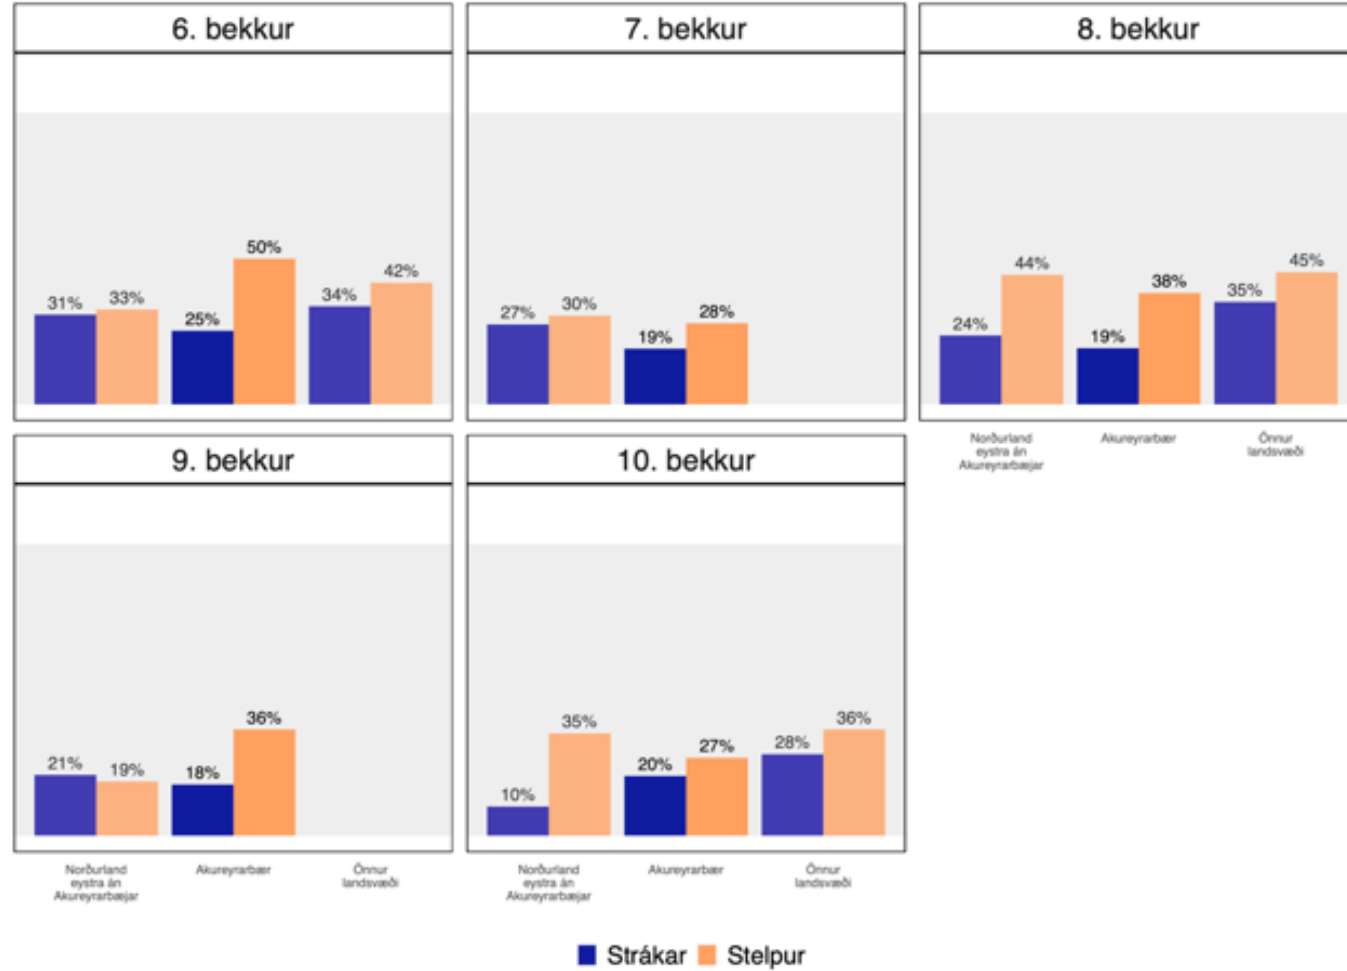 6. bekkur
31%
33%
25%
50%
34%
42%
7. bekkur
27%
30%
19%
28%
8. bekkur
24%
44%
19%
38%
35%
45%
Norðurland
eystra án
Akureyrarbæjar
Akureyrarbær
Önnur
landsvæði
9. bekkur
21%
19%
18%
36%
Norðurland
eystra án
Akureyrarbæjar
Akureyrarbær
Önnur
landsvæði
10. bekkur
10%
35%
20%
27%
28%
36%
Norðurland
eystra án
Akureyrarbæjar
Akureyrarbær
Önnur
landsvæði
Strákar Stelpur